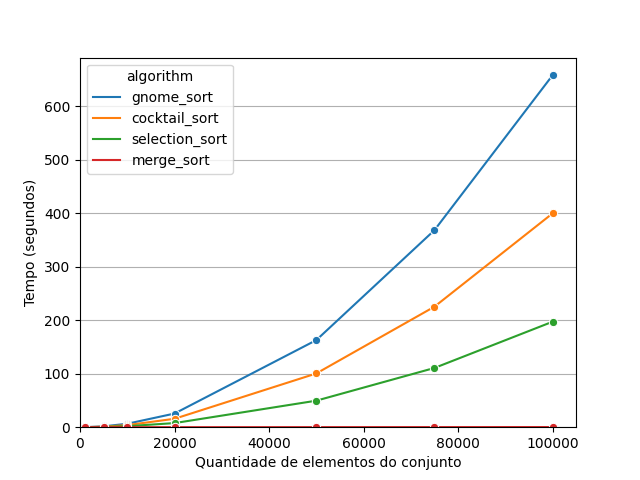 algorithm
gnome_sort
cocktail_sort
selection_sort
merge_sort
600
500
400
300
200
100
0
Tempo (segundos)
0 20000 40000 60000 80000 100000
Quantidade de elementos do conjunto